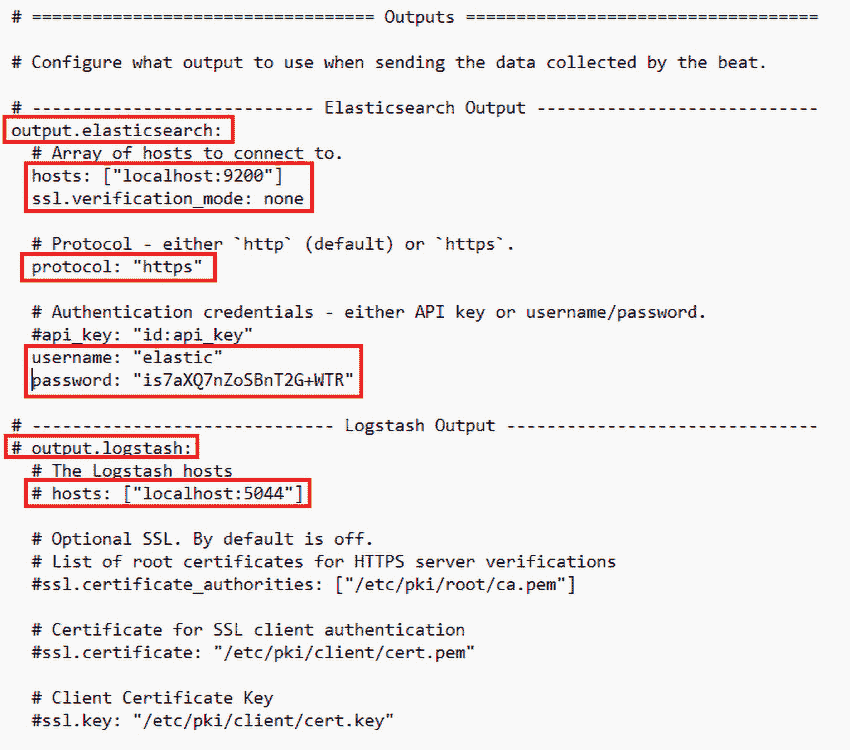 # ================================== Outputs ===================================
# Configure what output to use when sending the data collected by the beat.
# ---------------------------- Elasticsearch Output ----------------------------
output.elasticsearch:
# Array of hosts to connect to.
hosts: ["localhost:9200"]
ssl.verification_mode: none
# Protocol - either `http` (default) or `https`.
protocol: "https"
# Authentication credentials - either API key or username/password.
#api_key: "id:api_key"
username: "elastic"
password: "is7aXQ7nZoSBnT2G+WTR"
# ------------------------------ Logstash Output -------------------------------
# output.logstash:
# The Logstash hosts
# hosts: ["localhost:5044"]
# Optional SSL. By default is off.
# List of root certificates for HTTPS server verifications
#ssl.certificate_authorities: ["/etc/pki/root/ca.pem"]
# Certificate for SSL client authentication
#ssl.certificate: "/etc/pki/client/cert.pem"
# Client Certificate Key
#ssl.key: "/etc/pki/client/cert.key"